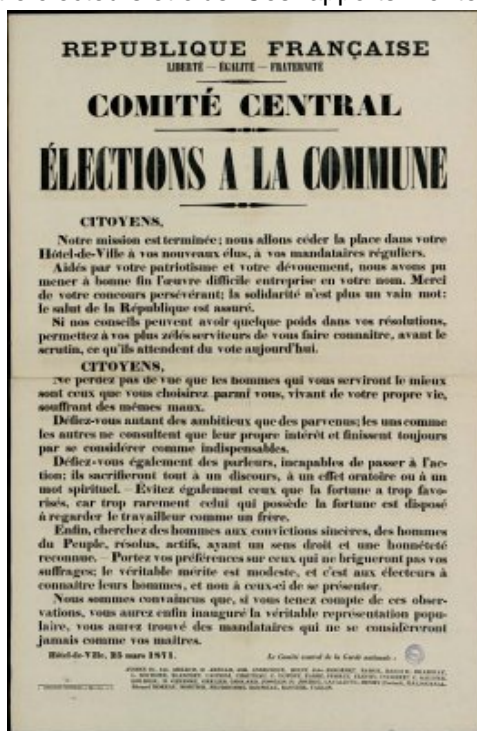 REPUBLIQUE FRANÇAISE
LIBERTÉ — ÉGALITÉ — FRATERNITÉ
COMITÉ CENTRAL
ÉLECTIONS A LA COMMUNE
CITOYENS,
Notre mission est terminée; nous allons céder la place dans votre
Hôtel-de-Ville à vos nouveaux élus, à vos mandataires réguliers.
Aidés par votre patriotisme et votre dévouement, nous avons pu
mener à bonne fin l'œuvre difficile entreprise en votre nom. Merci
de votre concours persévérant; la solidarité n'est plus un vain mot:
le salut de la République est assuré.
Si nos conseils peuvent avoir quelque poids dans vos résolutions,
permettez à vos plus zélés serviteurs de vous faire connaître, avant le
scrutin, ce qu'ils attendent du vote aujourd'hui.
CITOYENS,
Ne perdez pas de vue que les hommes qui vous serviront le mieux
sont ceux que vous choisirez parmi vous, vivant de votre propre vie,
souffrant des mêmes maux.
Défiez-vous autant des ambitieux que des parvenus; les uns comme
les autres ne consultent que leur propre intérêt et finissent toujours
par se considérer comme indispensables.
Défiez-vous également des parleurs, incapables de passer à l'ac-
tion; ils sacrifieront tout à un discours, à un effet oratoire ou à un
mot spirituel. — Evitez également ceux que la fortune a trop favo-
risés, car trop rarement celui qui possède la fortune est disposé
à regarder le travailleur comme un frère.
Enfin, cherchez des hommes aux convictions sincères, des hommes
du Peuple, résolus, actifs, ayant un sens droit et une honnêteté
reconnue. — Portez vos préférences sur ceux qui ne brigueront pas vos
suffrages; le véritable mérite est modeste, et c'est aux électeurs à
connaître leurs hommes, et non à ceux-ci de se présenter.
Nous sommes convaincus que, si vous tenez compte de ces obser-
vations, vous aurez enfin inauguré la véritable représentation popu-
laire, vous aurez trouvé des mandataires qui ne se considèreront
jamais comme vos maîtres.
Hôtel-de-Ville, 25 mars 1871.
Le Comité central de la Garde nationale :